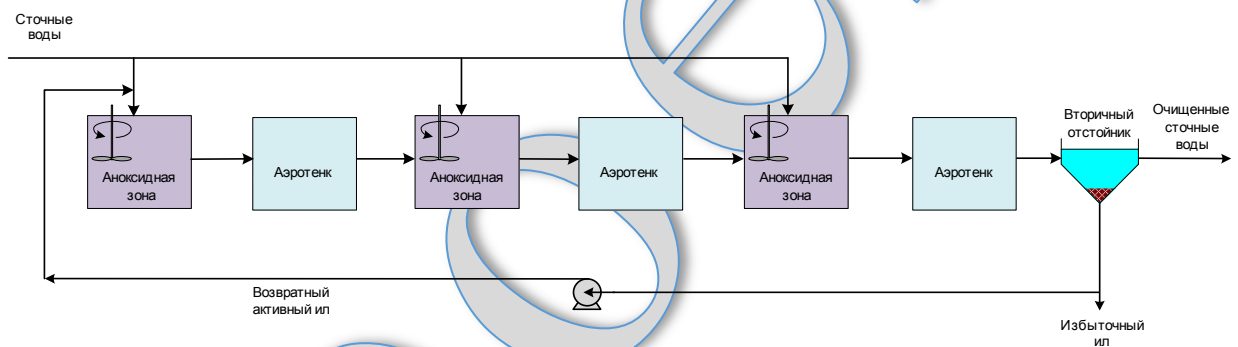 Сточные
воды
Аноксидная
зона
Аэротенк
Аноксидная
зона
Аэротенк
Аноксидная
зона
Аэротенк
Вторичный
отстойник
Очищенные
сточные
воды
Возвратный
активный ил
Избыточный
ил